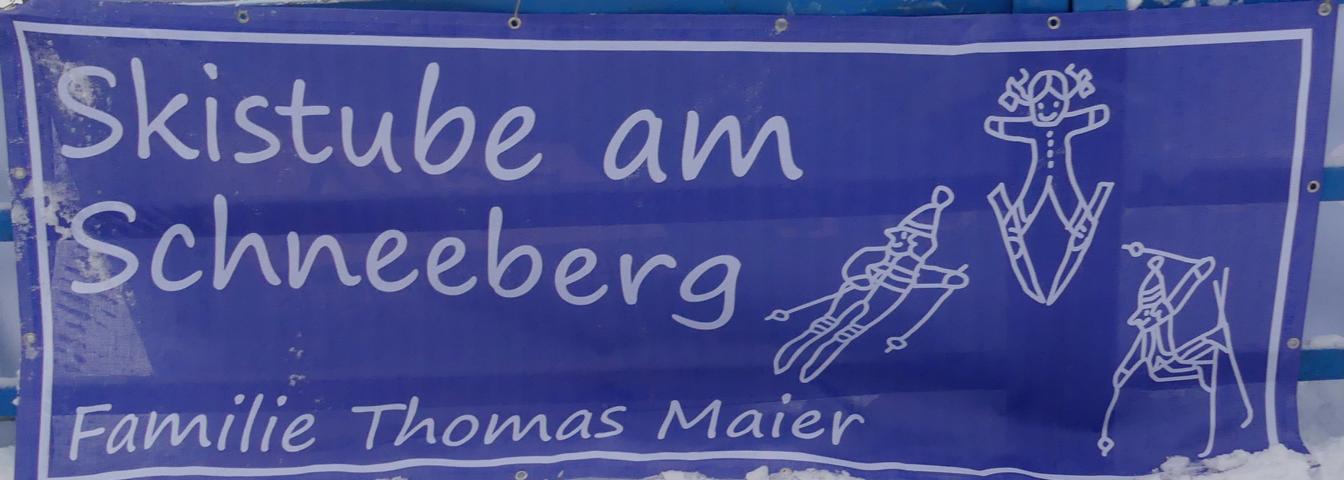 Skistube am
Schneeberg
Familie Thomas Maier